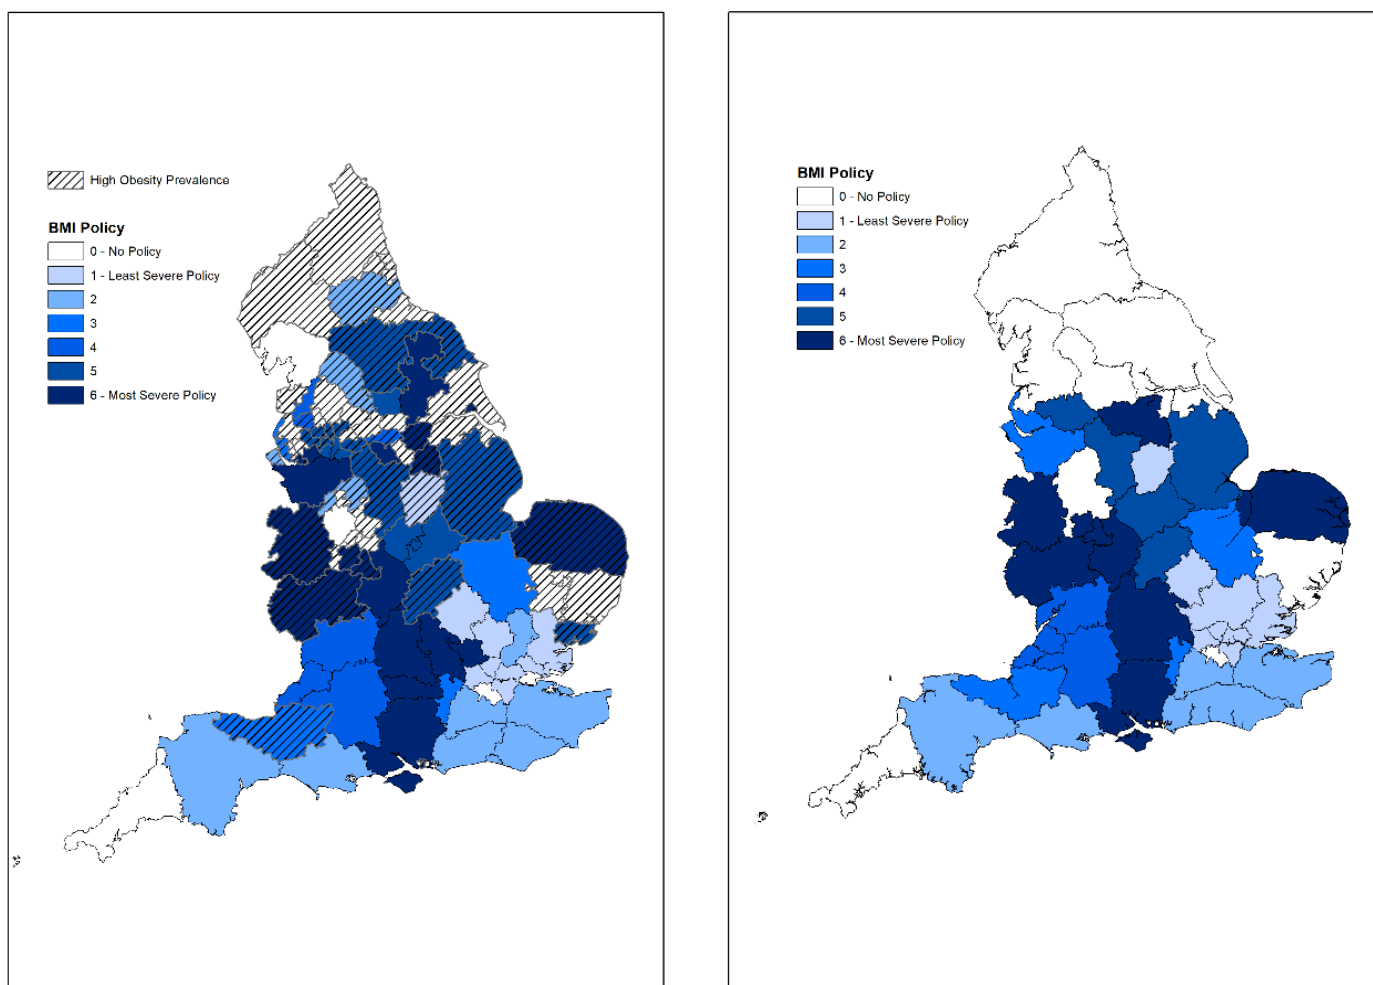 High Obesity Prevalence
BMI Policy
0 - No Policy
1 - Least Severe Policy
2
3
4
5
6 - Most Severe Policy
BMI Policy
0 - No Policy
1 - Least Severe Policy
2
3
4
5
6 - Most Severe Policy